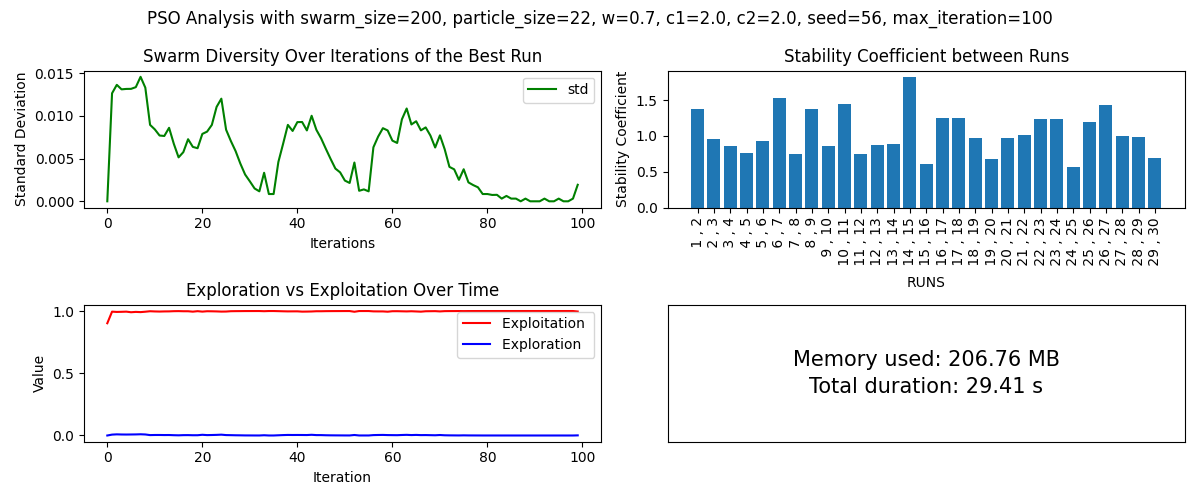 PSO Analysis with swarm_size=200, particle_size=22, w=0.7, c1=2.0, c2=2.0, seed=56, max_iteration=100
Swarm Diversity Over Iterations of the Best Run
Standard Deviation
0.015
0.010
0.005
0.000
std
0 20 40 60 80 100
Iterations
Stability Coefficient between Runs
Stability Coefficient
1.5
1.0
0.5
0.0
1 , 2
2 , 3
3 , 4
4 , 5
5 , 6
6 , 7
7 , 8
8 , 9
9 , 10
10 , 11
11 , 12
12 , 13
13 , 14
14 , 15
15 , 16
16 , 17
17 , 18
18 , 19
19 , 20
20 , 21
21 , 22
22 , 23
23 , 24
24 , 25
25 , 26
26 , 27
27 , 28
28 , 29
29 , 30
RUNS
Exploration vs Exploitation Over Time
Value
1.0
0.5
0.0
Exploitation
Exploration
0 20 40 60 80 100
Iteration
Memory used: 206.76 MB
Total duration: 29.41 s